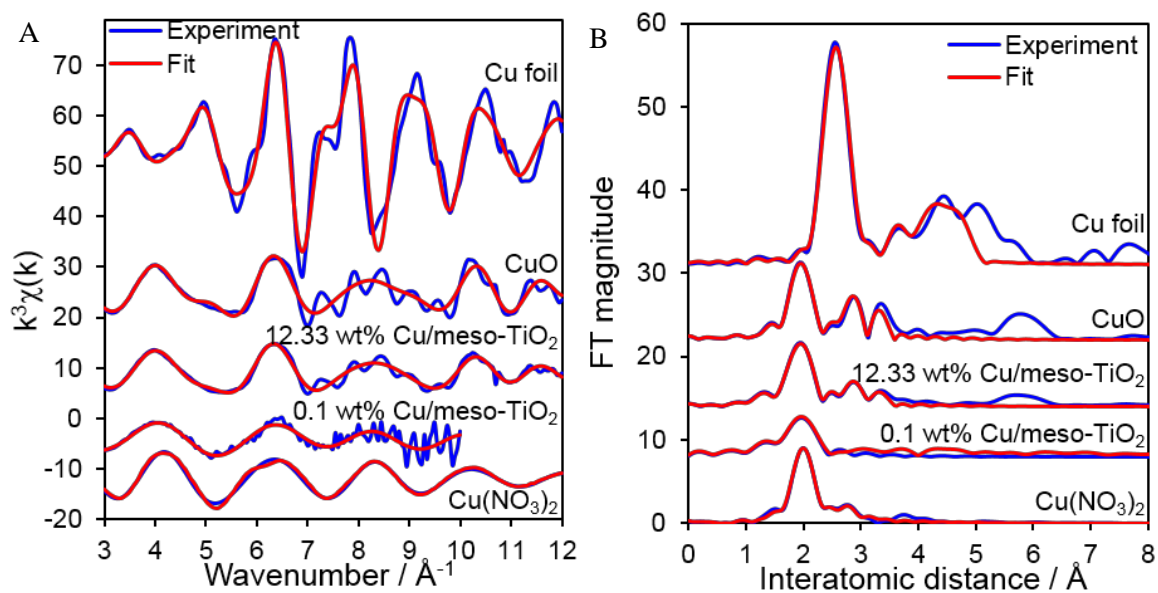 A
Experiment
Fit
Cu foil
CuO
12.33 wt% Cu/meso-TiO₂
0.1 wt% Cu/meso-TiO₂
Cu(NO₃)₂
k³χ(k)
70
60
50
40
30
20
10
0
-10
-20
3 4 5 6 7 8 9 10 11 12
Wavenumber / Å⁻¹
B
Experiment
Fit
Cu foil
CuO
12.33 wt% Cu/meso-TiO₂
0.1 wt% Cu/meso-TiO₂
Cu(NO₃)₂
FT magnitude
60
50
40
30
20
10
0
0 1 2 3 4 5 6 7 8
Interatomic distance / Å